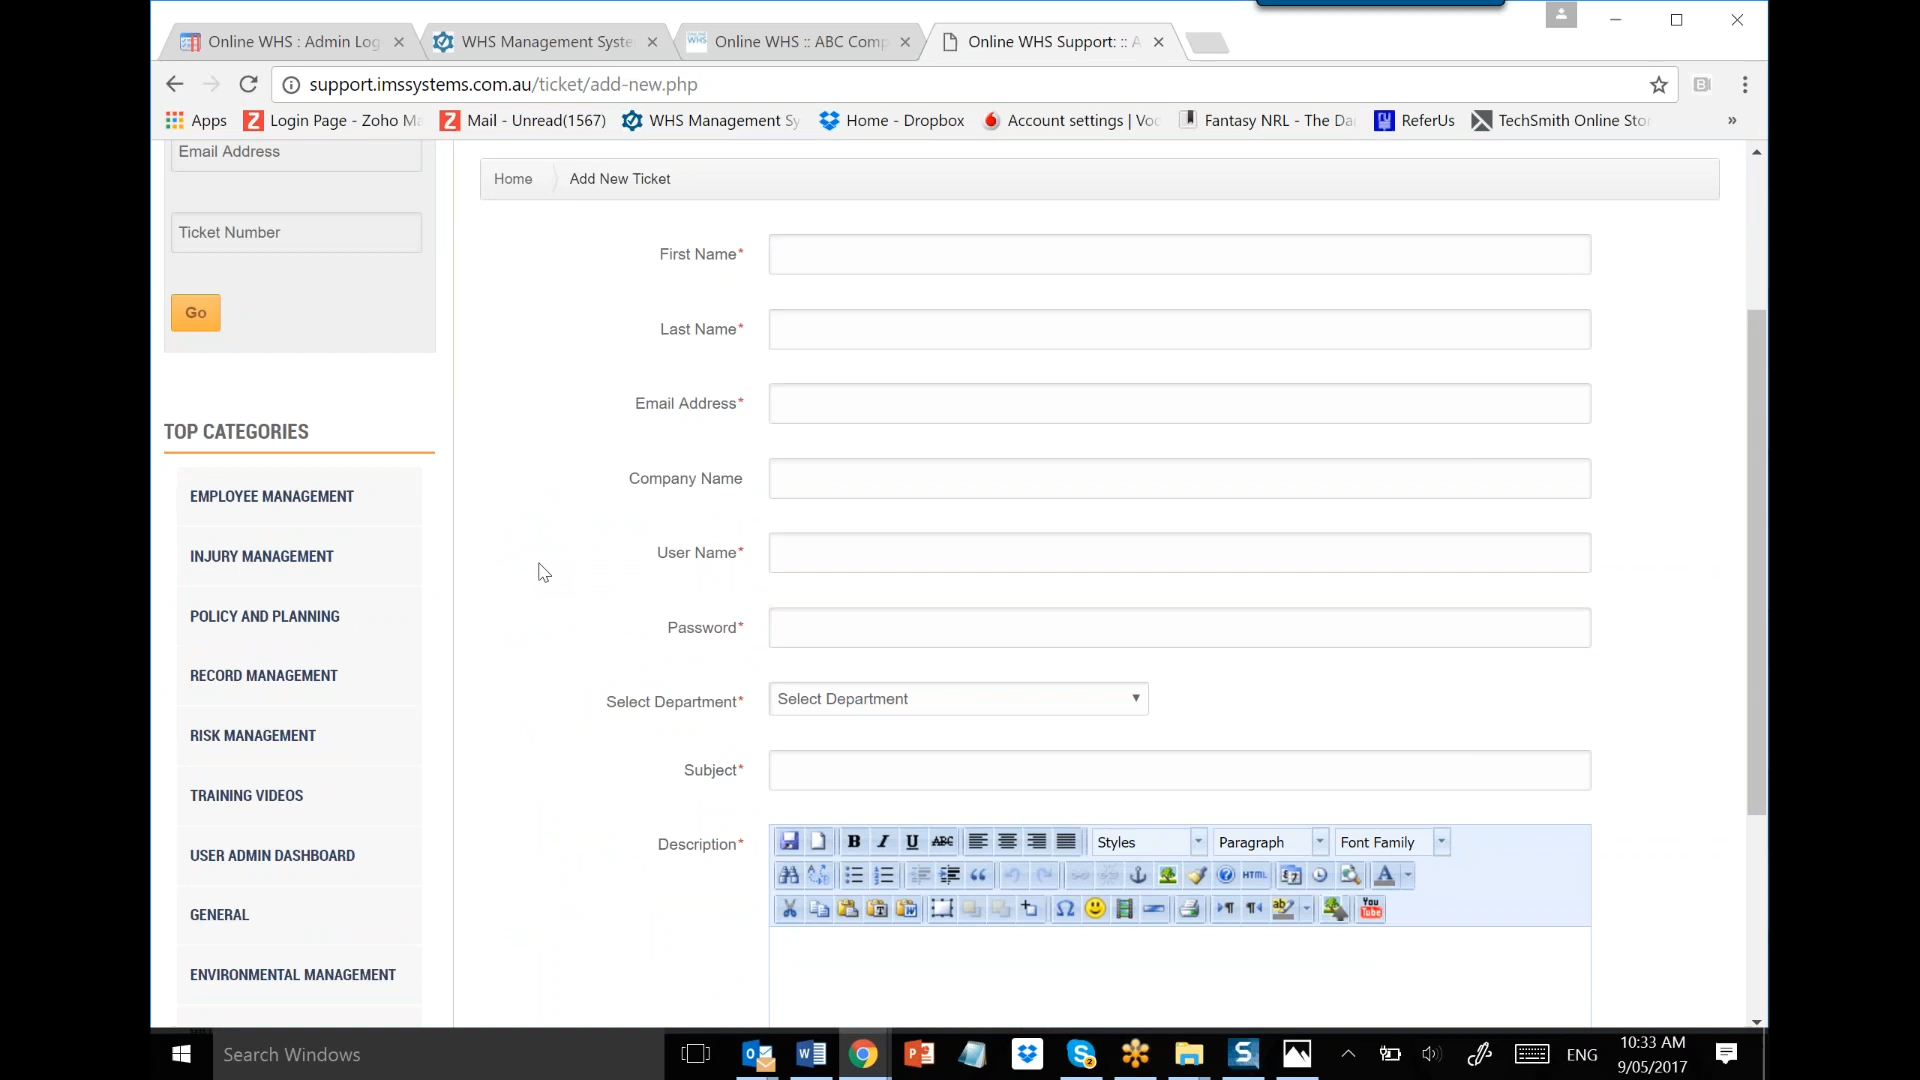 Online WHS : Admin Log
WHS Management Syste
Online WHS :: ABC Comp
Online WHS Support: :: A
support.imssystems.com.au/ticket/add-new.php
Apps
Login Page - Zoho Ma
Mail - Unread(1567)
WHS Management Sy
Home - Dropbox
Account settings | Voc
Fantasy NRL - The Da
ReferUs
TechSmith Online Stor
»
Email Address
Ticket Number
Go
TOP CATEGORIES
EMPLOYEE MANAGEMENT
INJURY MANAGEMENT
POLICY AND PLANNING
RECORD MANAGEMENT
RISK MANAGEMENT
TRAINING VIDEOS
USER ADMIN DASHBOARD
GENERAL
ENVIRONMENTAL MANAGEMENT
Home
Add New Ticket
First Name*
Last Name*
Email Address*
Company Name
User Name*
Password*
Select Department*
Select Department
Subject*
Description*
B I U ABC
Styles
Paragraph
Font Family
HTML
A
You Tube
Search Windows
ENG
10:33 AM
9/05/2017